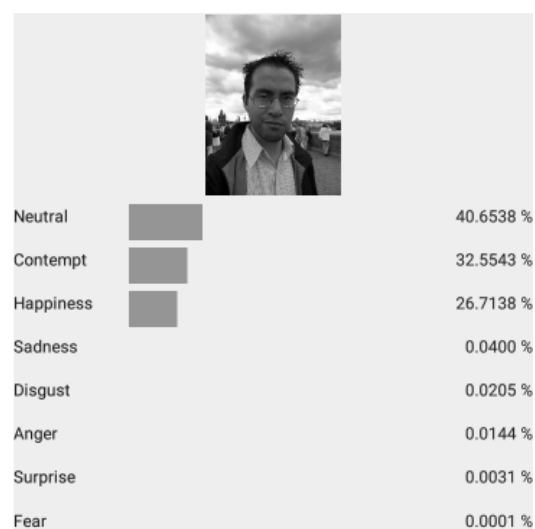 Neutral 40.6538 %
Contempt 32.5543 %
Happiness 26.7138 %
Sadness 0.0400 %
Disgust 0.0205 %
Anger 0.0144 %
Surprise 0.0031 %
Fear 0.0001 %